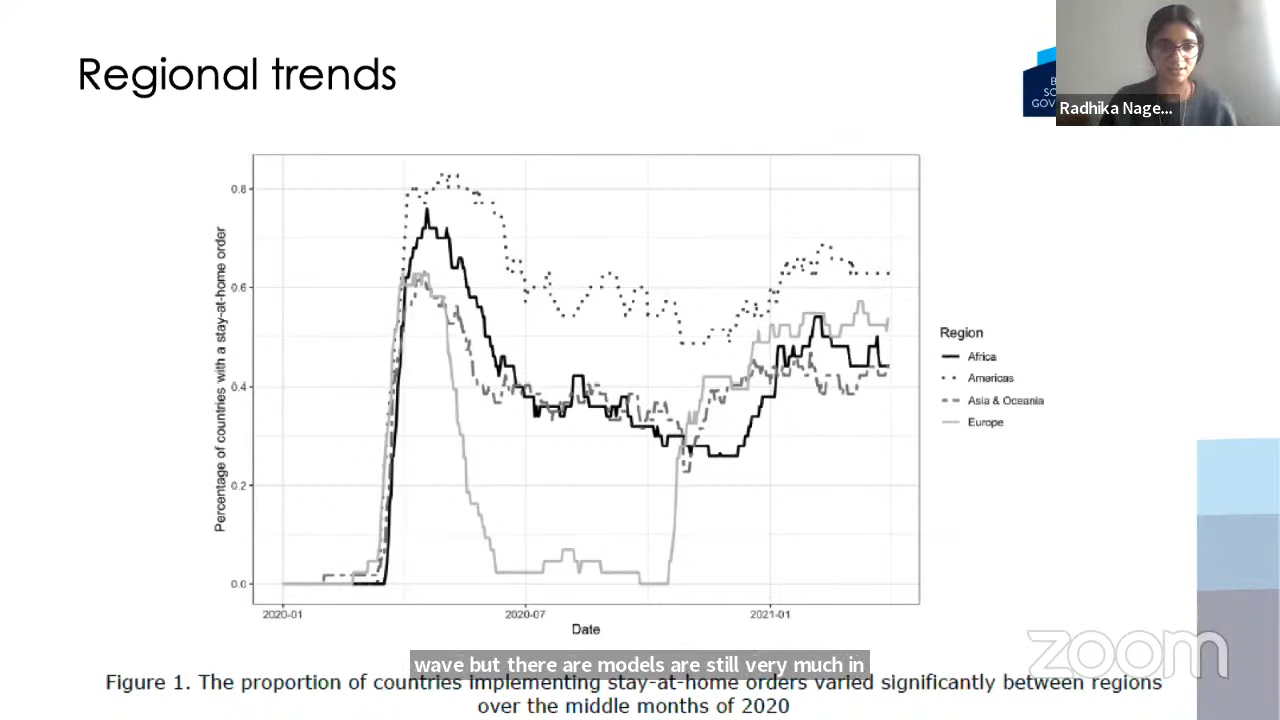 Regional trends
Radhika Nage...
0.8
0.6
0.4
0.2
0.0
Percentage of countries with a stay-at-home order
2020-01
2020-07
2021-01
Date
Region
Africa
Americas
Asia & Oceania
Europe
wave but there are models are still very much in
Figure 1. The proportion of countries implementing stay-at-home orders varied significantly between regions
over the middle months of 2020
zoom